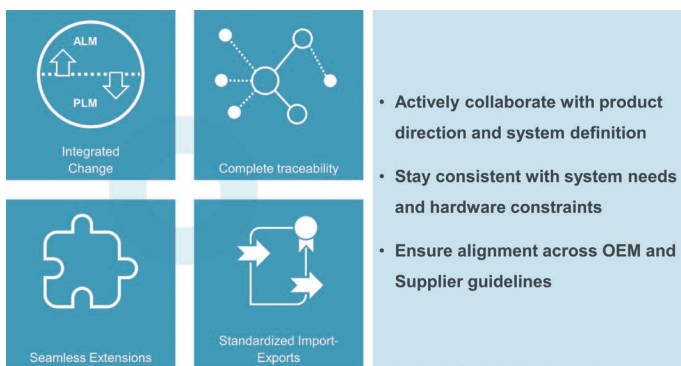 ALM
PLM
Integrated
Change
Complete traceability
Seamless Extensions
Standardized Import-
Exports
• Actively collaborate with product
direction and system definition
• Stay consistent with system needs
and hardware constraints
• Ensure alignment across OEM and
Supplier guidelines